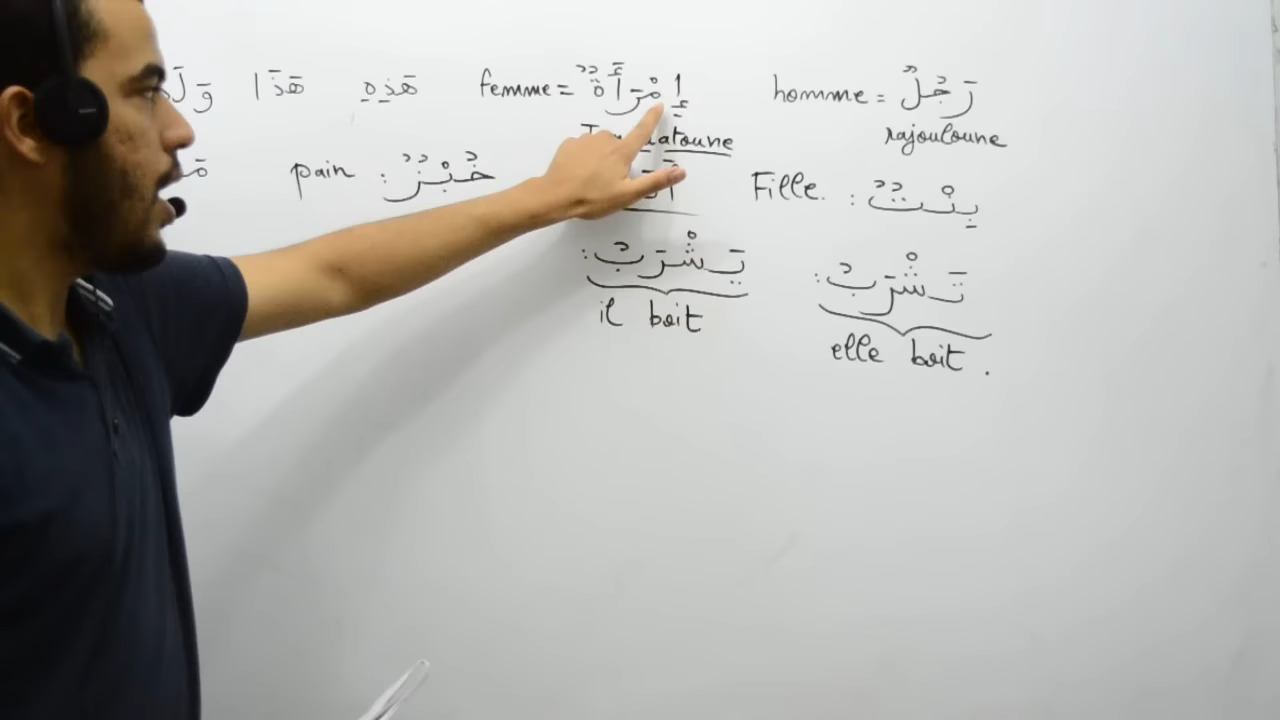 رَجُلٌ = homme
rajouloune
إِمْرَأَةٌ = femme
هَذِهِ هَذَا
بِنْتٌ : Fille.
خُبْزٌ : pain
يَشْرَبُ :
il boit
تَشْرَبُ :
elle boit.